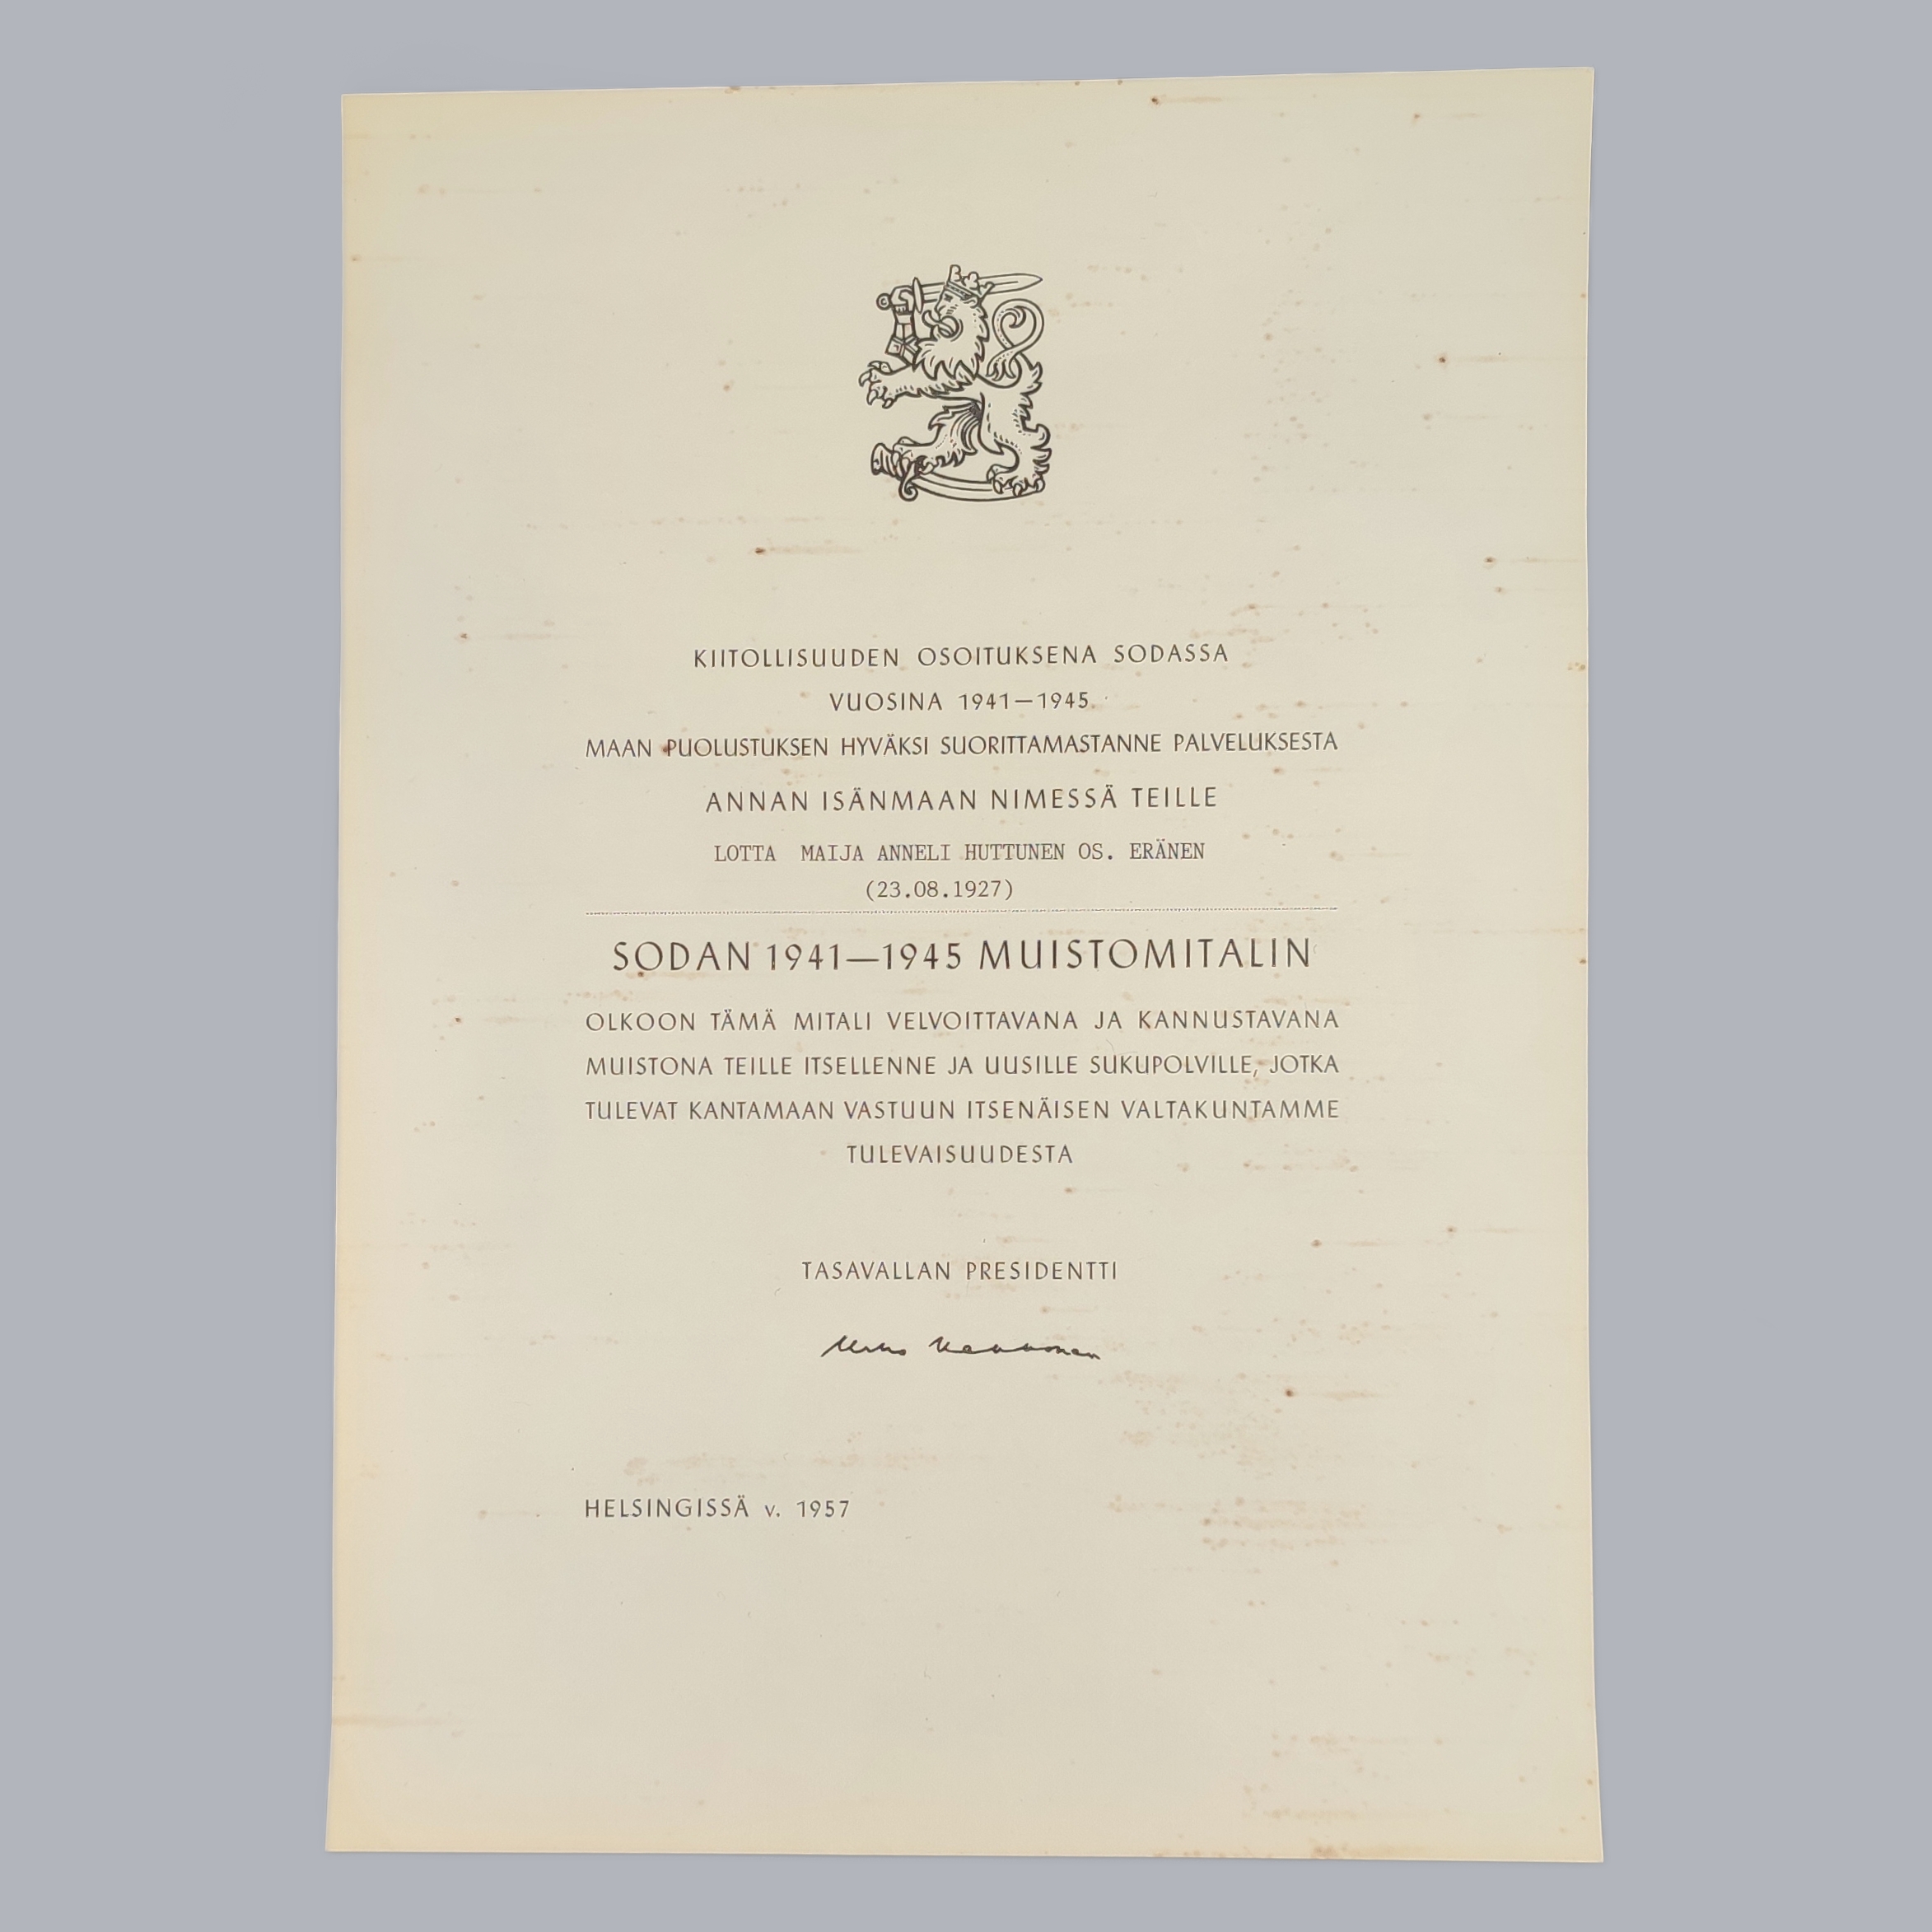 KIITOLLISUUDEN OSOITUKSENA SODASSA
VUOSINA 1941—1945
MAAN PUOLUSTUKSEN HYVÄKSI SUORITTAMASTANNE PALVELUKSESTA
ANNAN ISÄNMAAN NIMESSÄ TEILLE
LOTTA MAIJA ANNELI HUTTUNEN OS. ERÄNEN
(23.08.1927)
SODAN 1941—1945 MUISTOMITALIN
OLKOON TÄMÄ MITALI VELVOITTAVANA JA KANNUSTAVANA
MUISTONA TEILLE ITSELLENNE JA UUSILLE SUKUPOLVILLE, JOTKA
TULEVAT KANTAMAAN VASTUUN ITSENÄISEN VALTAKUNTAMME
TULEVAISUUDESTA
TASAVALLAN PRESIDENTTI
Urho Kekkonen
HELSINGISSÄ v. 1957